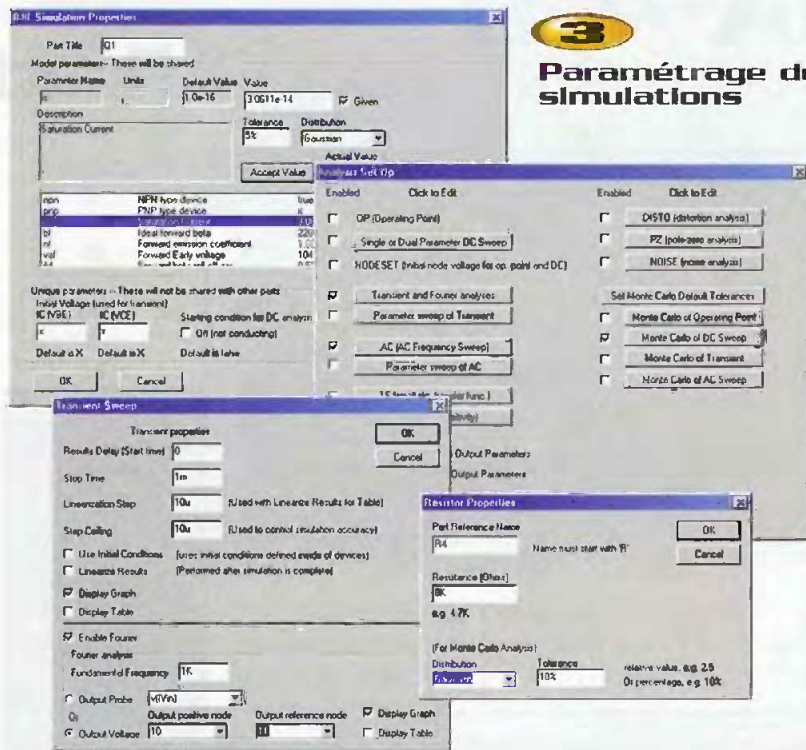 3
Paramétrage de
simulations
BJT Simulation Properties
Part Title
Q1
Model parameters-- These will be shared
Parameter Name Units Default Value Value
is
1.0e-16
3.0611e-14
Given
Description
Saturation Current
Tolerance Distribution
5%
Gaussian
Actual Value
Accept Value
npn NPN type device true
pnp PNP type device x
Saturation Current
bf Ideal forward beta 220
nf Forward emission coefficient 1.00
vaf Forward Early voltage 104
Unique parameters -- These will not be shared with other parts
Initial Voltage (used for transient)
IC (VBE) IC (VCE) Starting condition for DC analysis
x
x
Off (not conducting)
Default is X Default is X Default is false
OK Cancel
Analysis Set Up
Enabled Click to Edit Enabled Click to Edit
OP (Operating Point)
Single or Dual Parameter DC Sweep
NODESET (Initial node voltage for op. point and DC)
Transient and Fourier analyses
Parameter sweep of Transient
AC (AC Frequency Sweep)
Parameter sweep of AC
DISTO (distortion analysis)
PZ (pole-zero analysis)
NOISE (noise analysis)
Set Monte Carlo Default Tolerances
Monte Carlo of Operating Point
Monte Carlo of DC Sweep
Monte Carlo of Transient
Monte Carlo of AC Sweep
Output Parameters
Output Parameters
Transient Sweep
Transient properties
OK
Cancel
Results Delay (Start time) 0
Stop Time 1m
Linearization Step 10u (Used with Linearize Results for Table)
Step Ceiling 10u (Used to control simulation accuracy)
Use Initial Conditions (uses initial conditions defined inside of devices)
Linearize Results (Performed after simulation is complete)
Display Graph
Display Table
Enable Fourier
Fourier analysis
Fundamental Frequency 1K
Output Probe v(Vin)
Or Output positive node Output reference node Display Graph
Output Voltage 10 Display Table
Resistor Properties
Part Reference Name
R4
Name must start with 'R'
OK
Cancel
Resistance (Ohms)
8K
e.g. 4.7K
(For Monte Carlo Analysis)
Distribution Tolerance
Gaussian 10%
relative value, e.g. 2.5
Or percentage, e.g. 10%